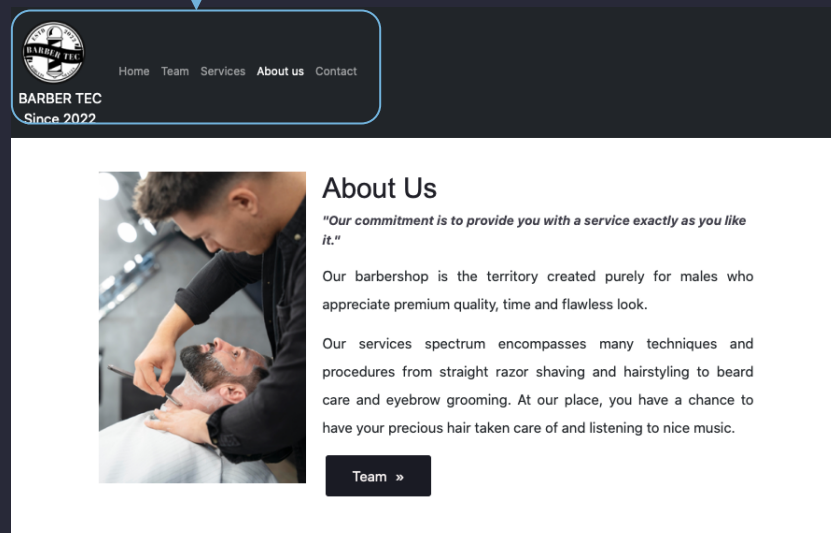 ESTD 2022
BARBER TEC
BARBER TEC
Since 2022
Home Team Services About us Contact
About Us
"Our commitment is to provide you with a service exactly as you like
it."
Our barbershop is the territory created purely for males who
appreciate premium quality, time and flawless look.
Our services spectrum encompasses many techniques and
procedures from straight razor shaving and hairstyling to beard
care and eyebrow grooming. At our place, you have a chance to
have your precious hair taken care of and listening to nice music.
Team »